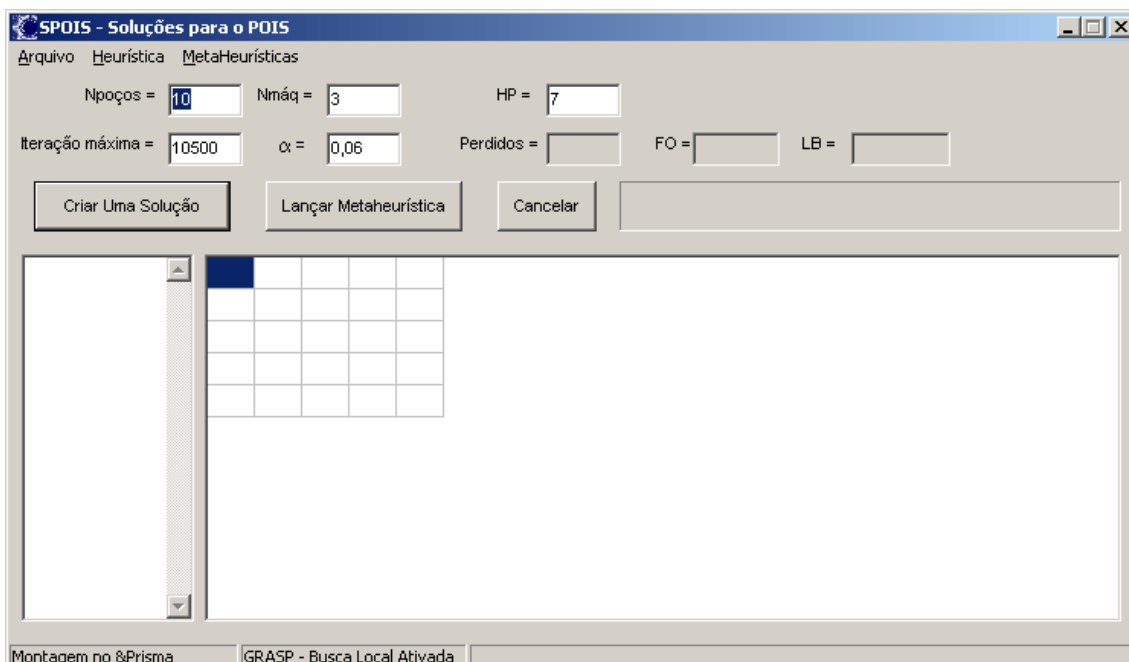 SPOIS - Soluções para o POIS
Arquivo Heurística MetaHeurísticas
Npoços = 10 Nmáq = 3 HP = 7
Iteração máxima = 10500 α = 0,06 Perdidos = FO = LB =
Criar Uma Solução Lançar Metaheurística Cancelar
Montagem no &Prisma GRASP - Busca Local Ativada